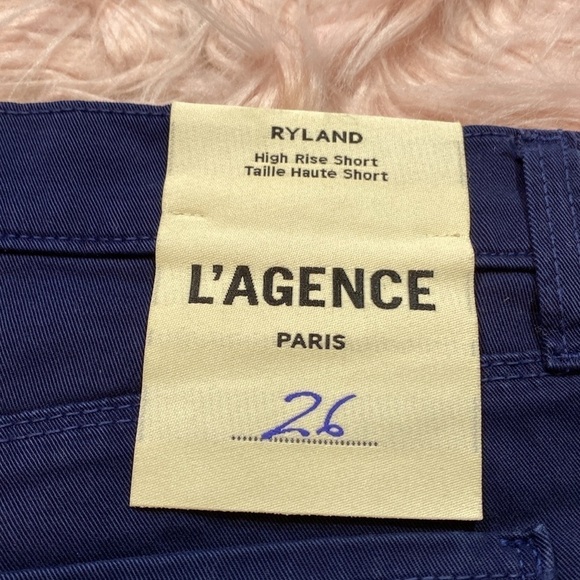 RYLAND
High Rise Short
Taille Haute Short
L'AGENCE
PARIS
26